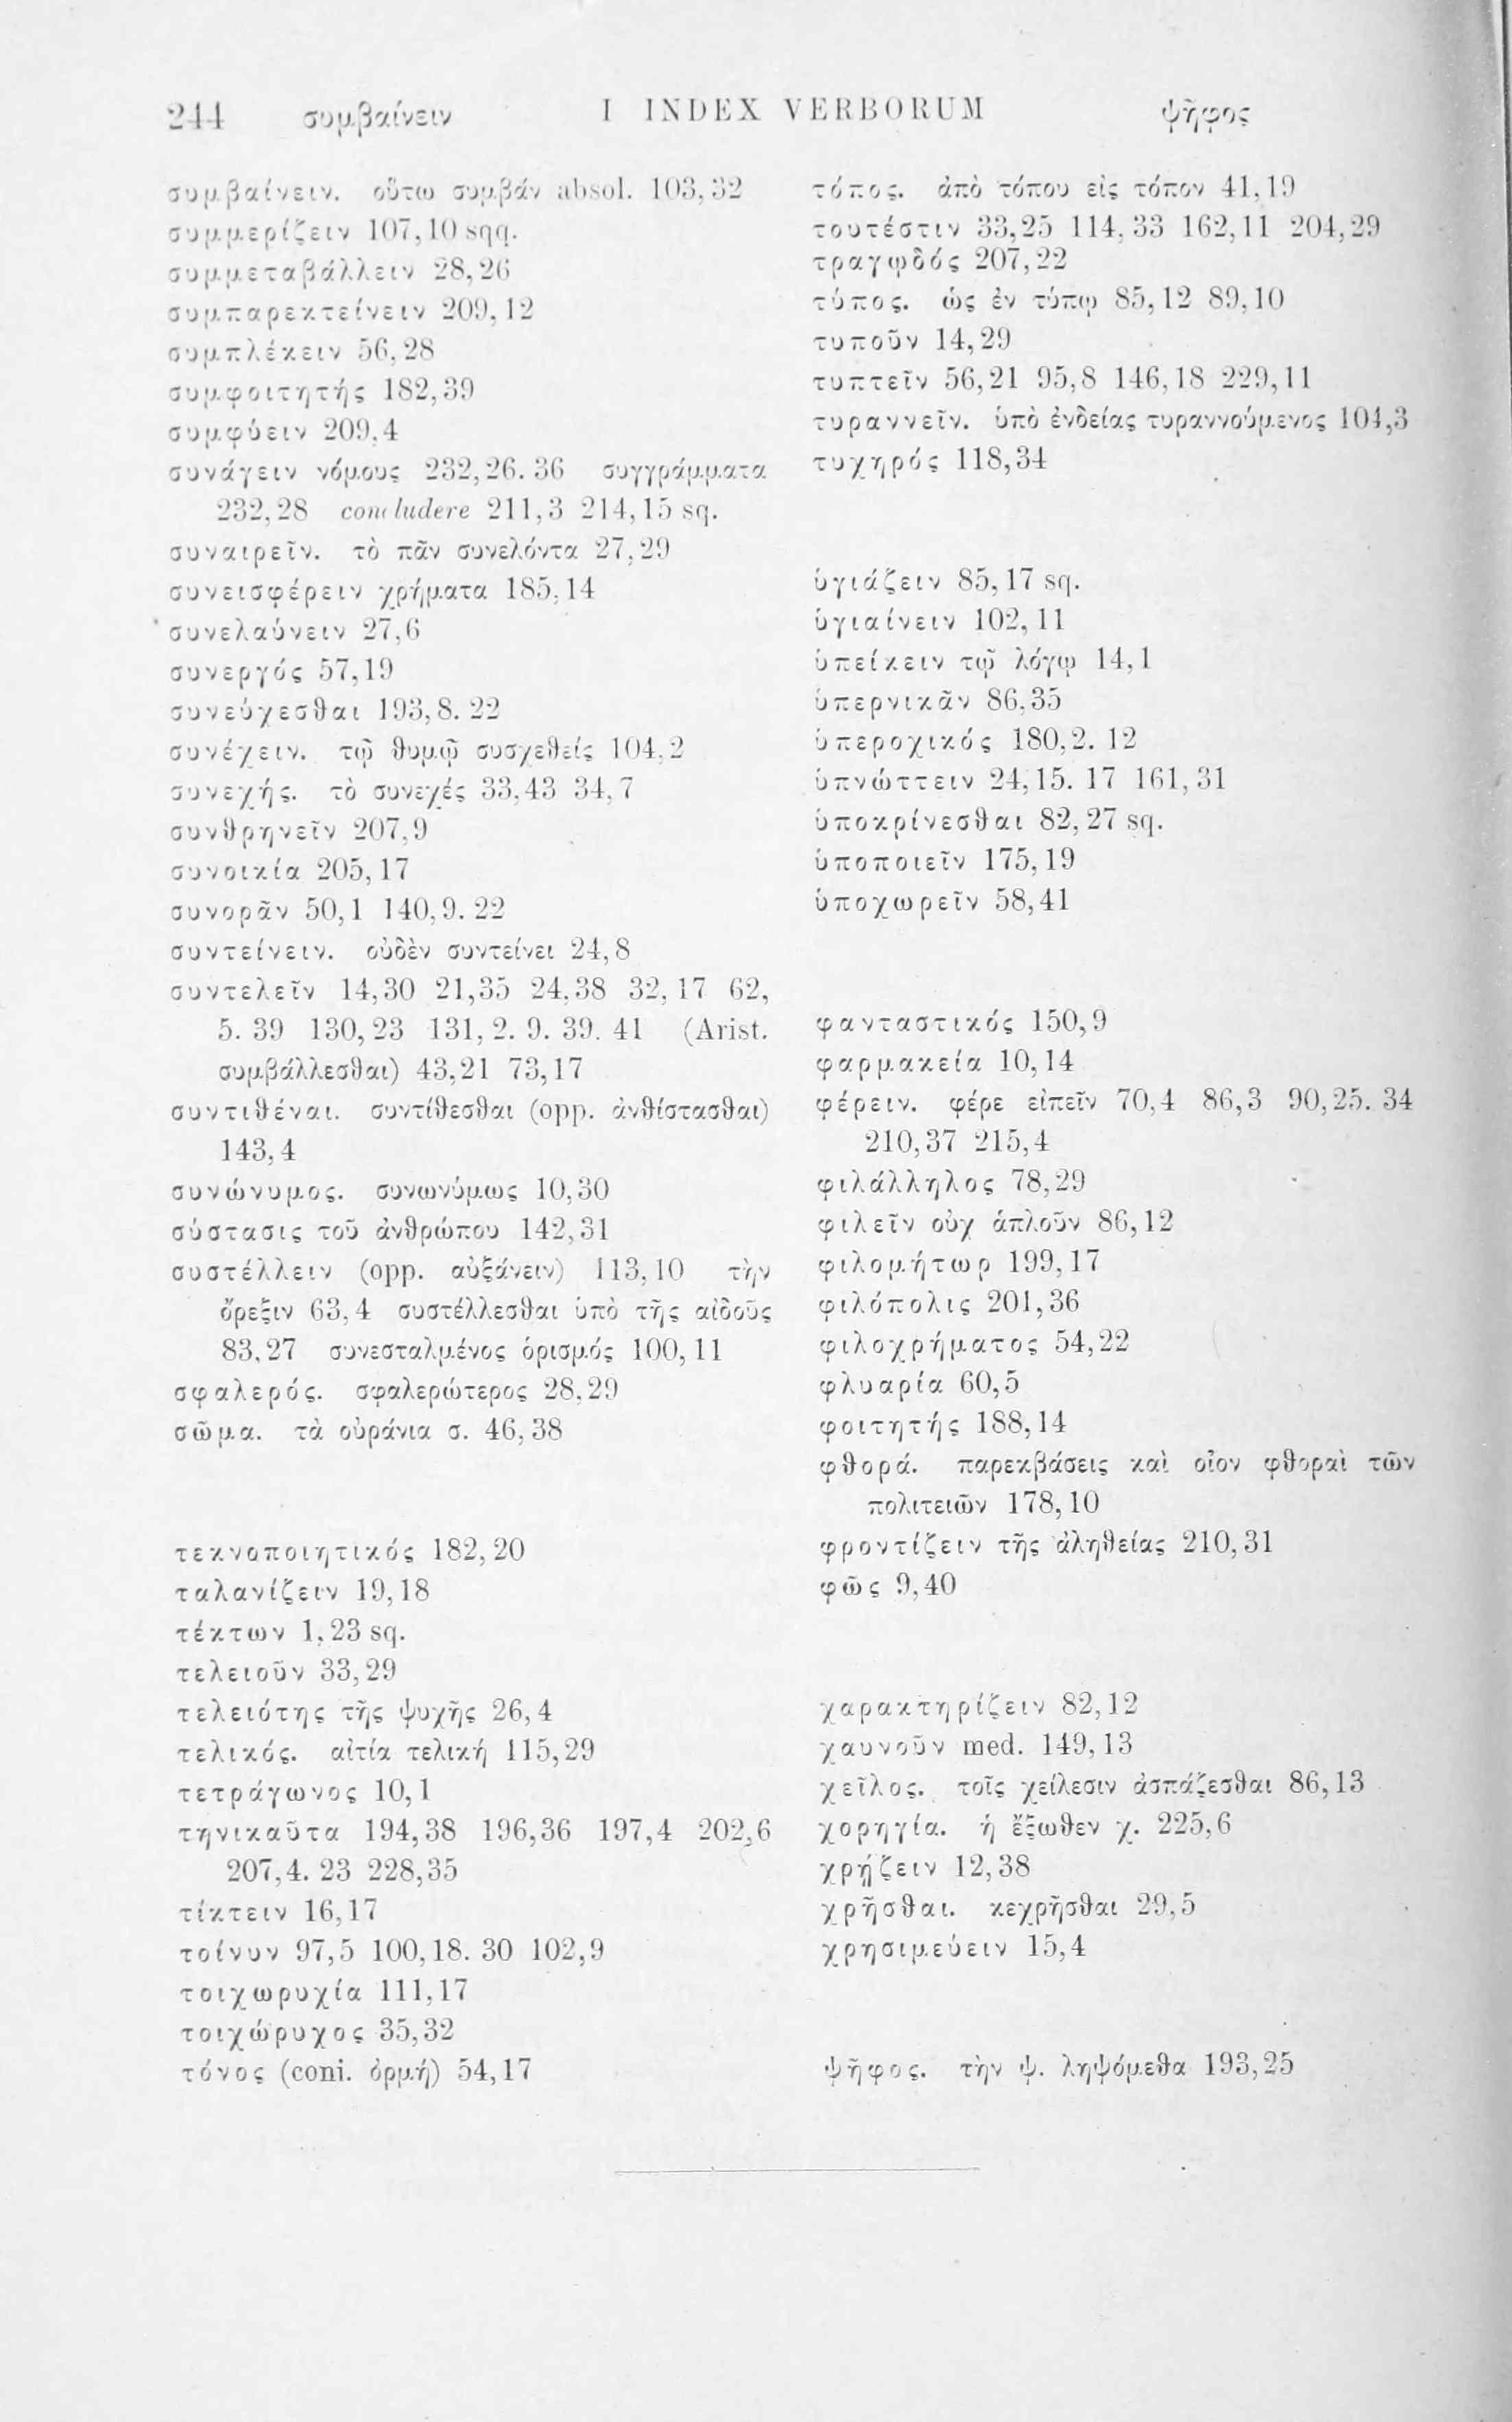 244 συμβαίνειν I INDEX VERBORUM ψῆφος
συμβαίνειν. οὕτω συμβάν absol. 103,32
συμμερίζειν 107,10 sqq.
συμμεταβάλλειν 28,26
συμπαρεκτείνειν 209,12
συμπλέκειν 56,28
συμφοιτητής 182,39
συμφύειν 209,4
συνάγειν νόμους 232,26. 36 συγγράμματα
232,28 concludere 211,3 214,15 sq.
συναιρεῖν. τὸ πᾶν συνελόντα 27,29
συνεισφέρειν χρήματα 185,14
συνελαύνειν 27,6
συνεργός 57,19
συνεύχεσθαι 193,8. 22
συνέχειν. τῷ θυμῷ συσχεθείς 104,2
συνεχής. τὸ συνεχές 33,43 34,7
συνθρηνεῖν 207,9
συνοικία 205,17
συνορᾶν 50,1 140,9. 22
συντείνειν. οὐδὲν συντείνει 24,8
συντελεῖν 14,30 21,35 24,38 32,17 62,
5. 39 130,23 131,2. 9. 39. 41 (Arist.
συμβάλλεσθαι) 43,21 73,17
συντιθέναι. συντίθεσθαι (opp. ἀνθίστασθαι)
143,4
συνώνυμος. συνωνύμως 10,30
σύστασις τοῦ ἀνθρώπου 142,31
συστέλλειν (opp. αὐξάνειν) 113,10 τὴν
ὄρεξιν 63,4 συστέλλεσθαι ὑπὸ τῆς αἰδοῦς
83,27 συνεσταλμένος ὁρισμός 100,11
σφαλερός. σφαλερώτερος 28,29
σῶμα. τὰ οὐράνια σ. 46,38
τεκνοποιητικός 182,20
ταλανίζειν 19,18
τέκτων 1,23 sq.
τελειοῦν 33,29
τελειότης τῆς ψυχῆς 26,4
τελικός. αἰτία τελική 115,29
τετράγωνος 10,1
τηνικαῦτα 194,38 196,36 197,4 202,6
207,4. 23 228,35
τίκτειν 16,17
τοίνυν 97,5 100,18. 30 102,9
τοιχωρυχία 111,17
τοιχώρυχος 35,32
τόνος (coni. ὁρμή) 54,17
τόπος. ἀπὸ τόπου εἰς τόπον 41,19
τουτέστιν 33,25 114,33 162,11 204,29
τραγῳδός 207,22
τύπος. ὡς ἐν τύπῳ 85,12 89,10
τυποῦν 14,29
τυπτεῖν 56,21 95,8 146,18 229,11
τυραννεῖν. ὑπὸ ἐνδείας τυραννούμενος 104,3
τυχηρός 118,34
ὑγιάζειν 85,17 sq.
ὑγιαίνειν 102,11
ὑπείκειν τῷ λόγῳ 14,1
ὑπερνικᾶν 86,35
ὑπεροχικός 180,2. 12
ὑπνώττειν 24,15. 17 161,31
ὑποκρίνεσθαι 82,27 sq.
ὑποποιεῖν 175,19
ὑποχωρεῖν 58,41
φανταστικός 150,9
φαρμακεία 10,14
φέρειν. φέρε εἰπεῖν 70,4 86,3 90,25. 34
210,37 215,4
φιλάλληλος 78,29
φιλεῖν οὐχ ἁπλοῦν 86,12
φιλομήτωρ 199,17
φιλόπολις 201,36
φιλοχρήματος 54,22
φλυαρία 60,5
φοιτητής 188,14
φθορά. παρεκβάσεις καὶ οἷον φθοραὶ τῶν
πολιτειῶν 178,10
φροντίζειν τῆς ἀληθείας 210,31
φῶς 9,40
χαρακτηρίζειν 82,12
χαυνοῦν med. 149,13
χεῖλος. τοῖς χείλεσιν ἀσπάζεσθαι 86,13
χορηγία. ἡ ἔξωθεν χ. 225,6
χρῄζειν 12,38
χρῆσθαι. κεχρῆσθαι 29,5
χρησιμεύειν 15,4
ψῆφος. τὴν ψ. ληψόμεθα 193,25